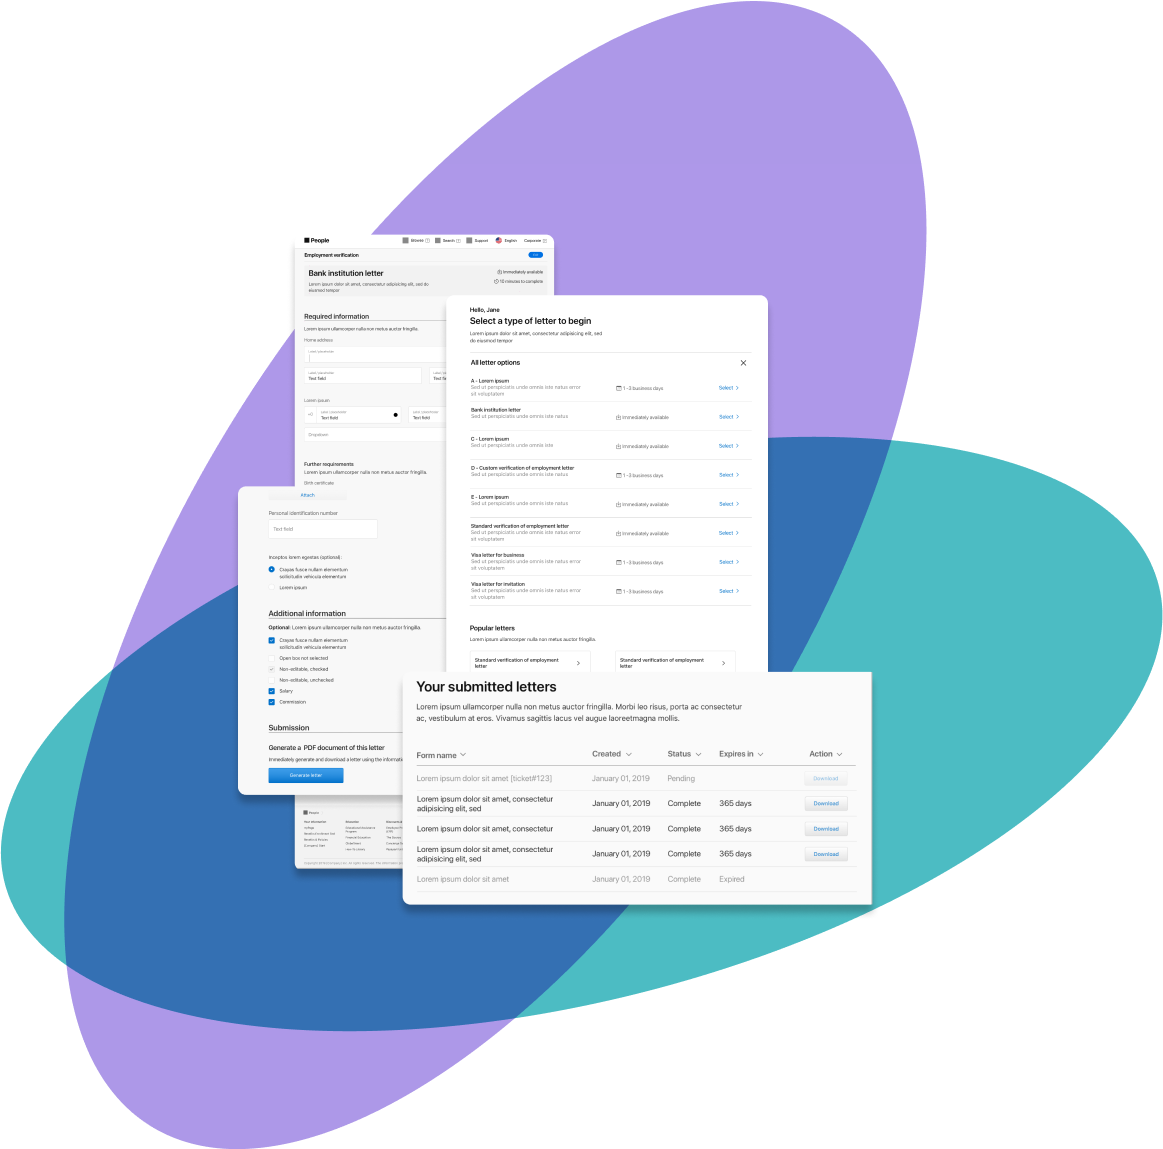 People
Browse
Search
Support
English
Corporate
Employment verification
Bank institution letter
Lorem ipsum dolor sit amet, consectetur adipisicing elit, sed do
eiusmod tempor
Immediately available
10 minutes to complete
Required information
Lorem ipsum ullamcorper nulla non metus auctor fringilla.
Home address
Text field
Text field
Lorem ipsum
Text field
Text field
Dropdown
Further requirements
Lorem ipsum ullamcorper nulla non metus auctor fringilla.
Birth certificate
Attach
Personal identification number
Text field
Inceptos lorem egestes (optional):
Crayas fusce nullam elementum
sollicitudin vehicula elementum
Lorem ipsum
Additional information
Optional: Lorem ipsum ullamcorper nulla non metus auctor fringilla.
Crayas fusce nullam elementum
sollicitudin vehicula elementum
Open box not selected
Non-editable, checked
Non-editable, unchecked
Salary
Commission
Submission
Generate a PDF document of this letter
Immediately generate and download a letter using the informati
Generate letter
People
Hello, Jane
Select a type of letter to begin
Lorem ipsum dolor sit amet, consectetur adipisicing elit, sed
do eiusmod tempor
All letter options
A - Lorem ipsum
Sed ut perspiciatis unde omnis iste natus error
sit voluptatem
1 -3 business days
Select
Bank institution letter
Sed ut perspiciatis unde omnis iste natus
Immediately available
Select
C - Lorem ipsum
Sed ut perspiciatis unde omnis iste
Immediately available
Select
D - Custom verification of employment letter
Sed ut perspiciatis unde omnis iste natus
1 -3 business days
Select
E - Lorem ipsum
Sed ut perspiciatis unde omnis iste natus
Immediately available
Select
Standard verification of employment letter
Sed ut perspiciatis unde omnis iste natus error
sit voluptatem
Immediately available
Select
Visa letter for business
Sed ut perspiciatis unde omnis iste natus error
sit voluptatem
1 -3 business days
Select
Visa letter for invitation
Sed ut perspiciatis unde omnis iste natus error
sit voluptatem
1 -3 business days
Select
Popular letters
Lorem ipsum ullamcorper nulla non metus auctor fringilla.
Standard verification of employment
letter
Standard verification of employment
letter
Your submitted letters
Lorem ipsum ullamcorper nulla non metus auctor fringilla. Morbi leo risus, porta ac consectetur
ac, vestibulum at eros. Vivamus sagittis lacus vel augue laoreetmagna mollis.
Form name Created Status Expires in Action
Lorem ipsum dolor sit amet [ticket#123] January 01, 2019 Pending Download
Lorem ipsum dolor sit amet, consectetur
adipisicing elit, sed
January 01, 2019 Complete 365 days Download
Lorem ipsum dolor sit amet, consectetur January 01, 2019 Complete 365 days Download
Lorem ipsum dolor sit amet, consectetur
adipisicing elit, sed
January 01, 2019 Complete 365 days Download
Lorem ipsum dolor sit amet January 01, 2019 Complete Expired